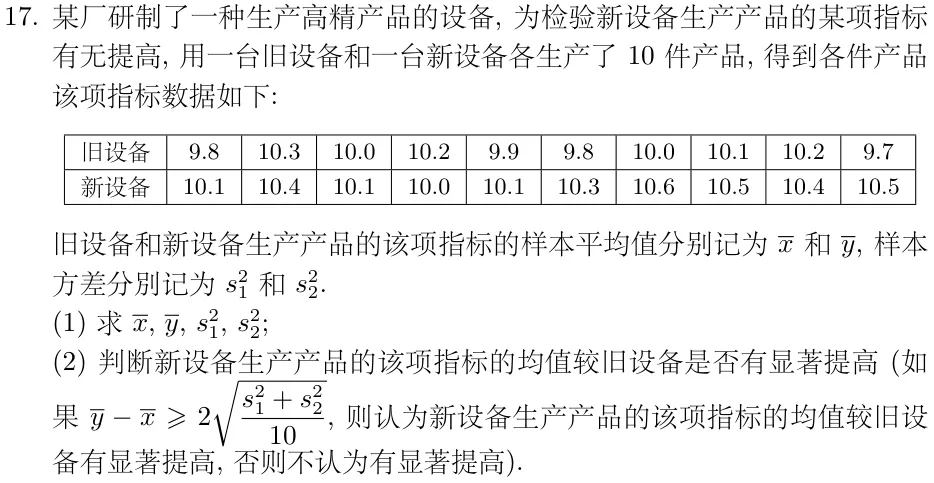 17. 某厂研制了一种生产高精产品的设备, 为检验新设备生产产品的某项指标
有无提高, 用一台旧设备和一台新设备各生产了 10 件产品, 得到各件产品
该项指标数据如下:
旧设备 9.8 10.3 10.0 10.2 9.9 9.8 10.0 10.1 10.2 9.7
新设备 10.1 10.4 10.1 10.0 10.1 10.3 10.6 10.5 10.4 10.5
旧设备和新设备生产产品的该项指标的样本平均值分别记为 x̅ 和 y̅, 样本
方差分别记为 s₁² 和 s₂².
(1) 求 x̅, y̅, s₁², s₂²;
(2) 判断新设备生产产品的该项指标的均值较旧设备是否有显著提高 (如
果 y̅ − x̅ ⩾ 2√((s₁² + s₂²)/10), 则认为新设备生产产品的该项指标的均值较旧设
备有显著提高, 否则不认为有显著提高).